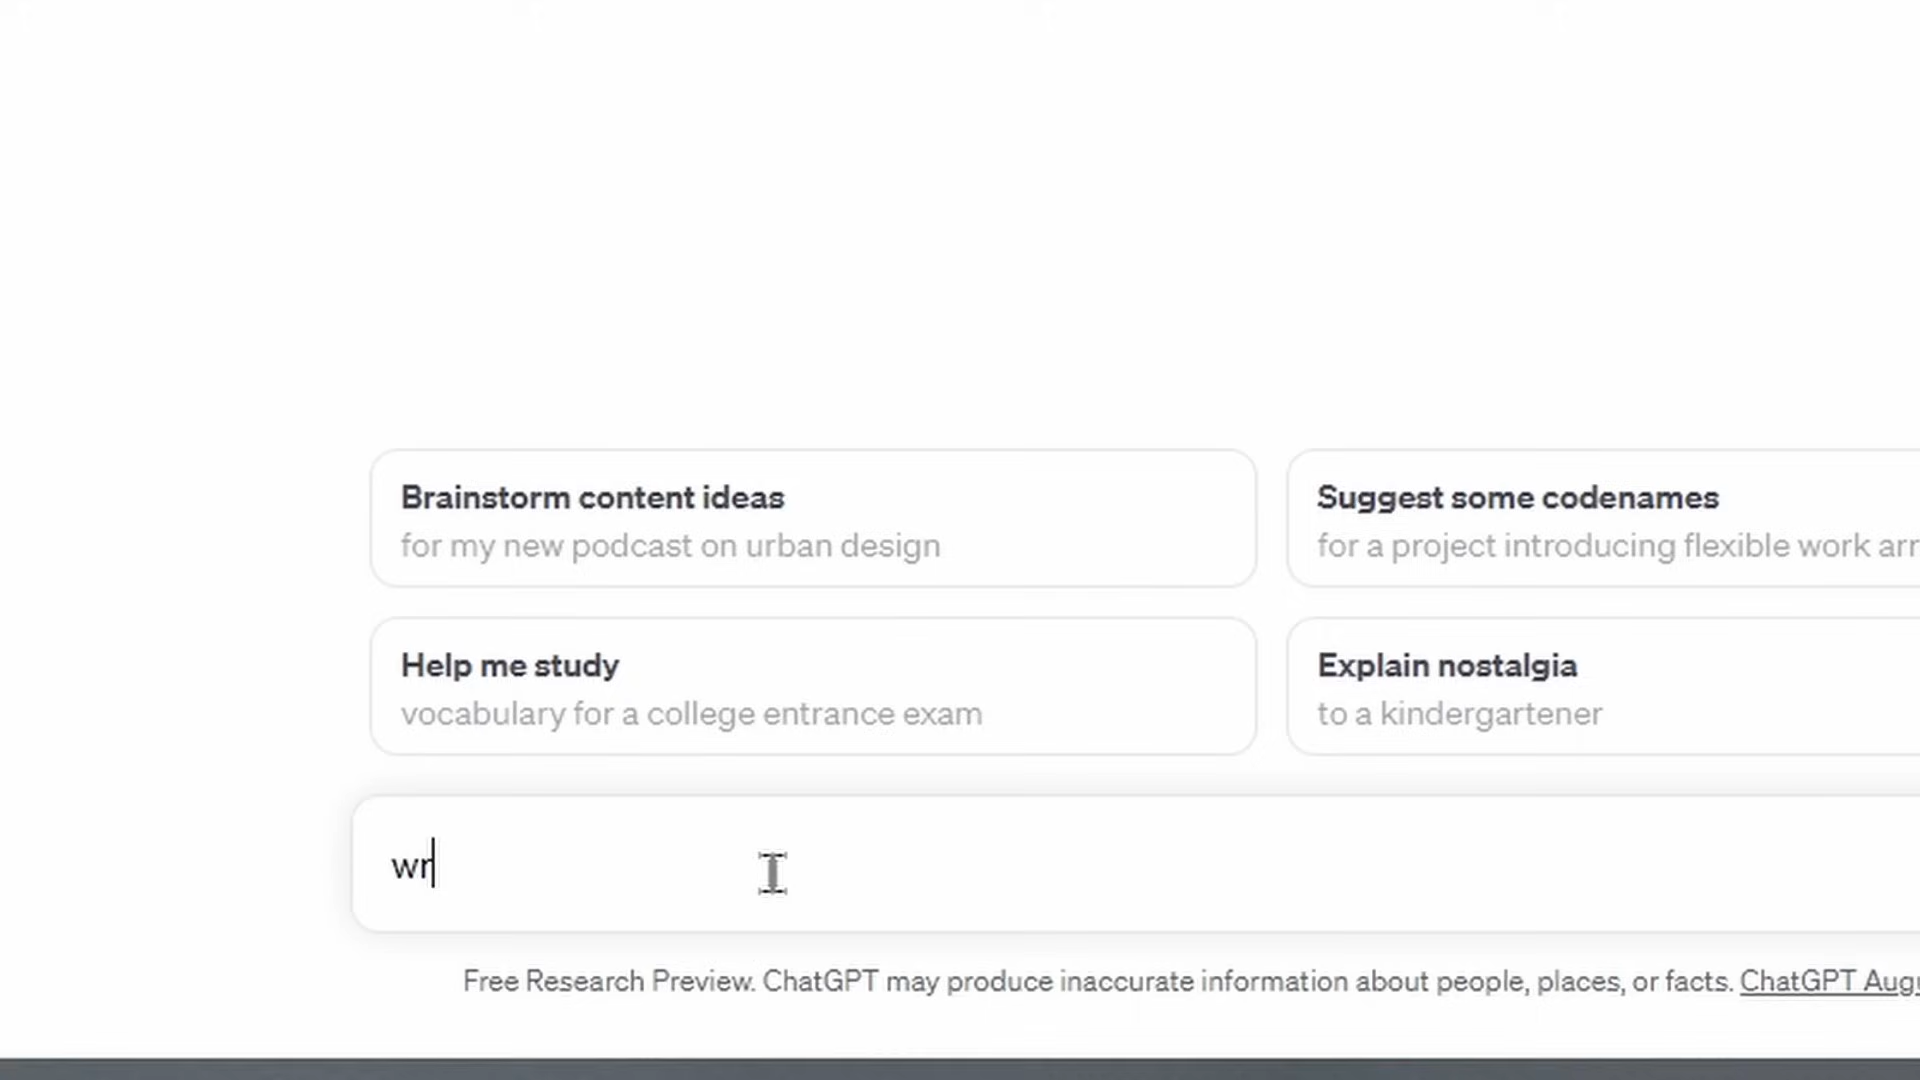 Brainstorm content ideas
for my new podcast on urban design
Suggest some codenames
for a project introducing flexible work arr
Help me study
vocabulary for a college entrance exam
Explain nostalgia
to a kindergartener
wr
Free Research Preview. ChatGPT may produce inaccurate information about people, places, or facts. ChatGPT Augu